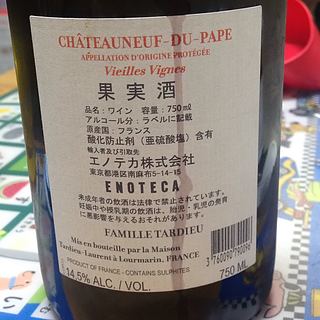 CHÂTEAUNEUF-DU-PAPE
APPELLATION D'ORIGINE PROTÉGÉE
Vieilles Vignes
果実酒
品名：ワイン 容量：750mℓ
アルコール分：ラベルに記載
原産国：フランス
酸化防止剤（亜硫酸塩）含有
輸入者及び引取先
エノテカ株式会社
東京都港区南麻布5-14-15
ENOTECA
未成年者の飲酒は法律で禁止されています。
妊娠中や授乳期の飲酒は、胎児・乳児の発育
に悪影響を与えるおそれがあります。
FAMILLE TARDIEU
Mis en bouteille par la Maison
Tardieu-Laurent à Lourmarin, FRANCE
PRODUCT OF FRANCE - CONTAINS SULPHITES
14,5% ALC. / VOL.
3760090790096
750 ML